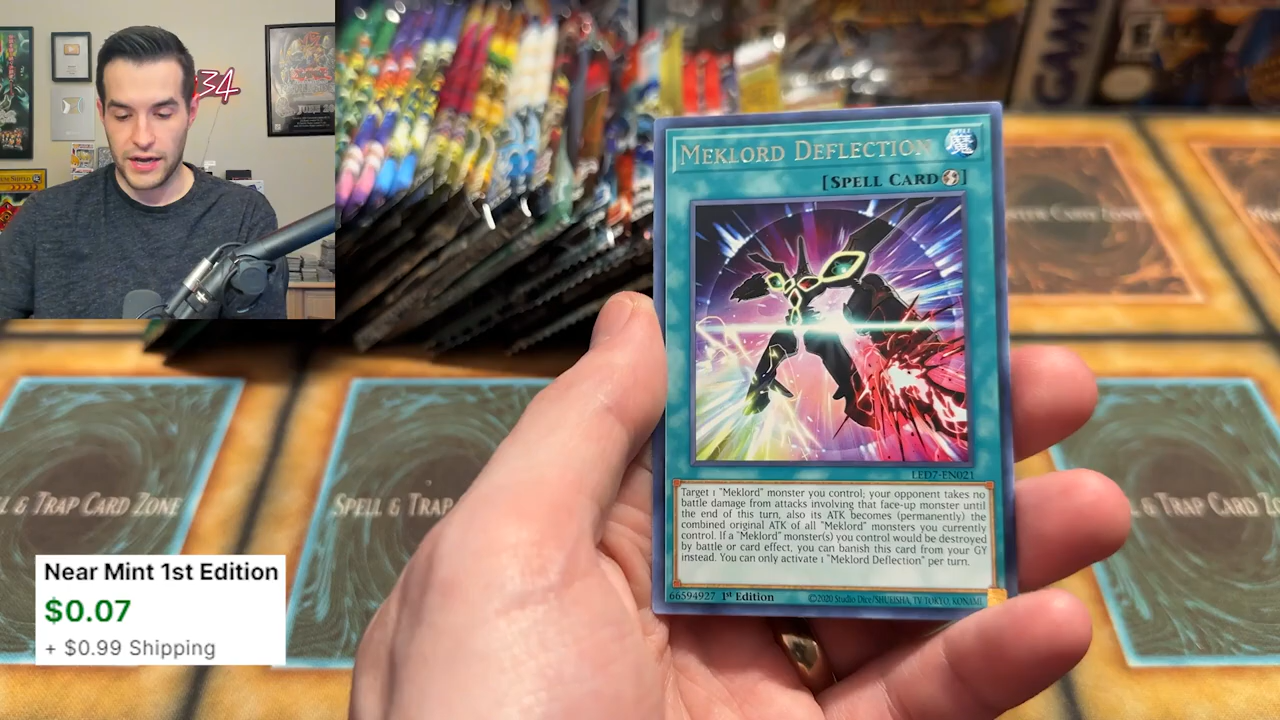 34
GAME
MEKLORD DEFLECTION
SPELL
魔
[SPELL CARD]
LED7-EN021
Target 1 "Meklord" monster you control; your opponent takes no
battle damage from attacks involving that face-up monster until
the end of this turn, also its ATK becomes (permanently) the
combined original ATK of all "Meklord" monsters you currently
control. If a "Meklord" monster(s) you control would be destroyed
by battle or card effect, you can banish this card from your GY
instead. You can only activate 1 "Meklord Deflection" per turn.
66594927 1st Edition
©2020 Studio Dice/SHUEISHA, TV TOKYO, KONAMI
L & TRAP CARD ZONE
SPELL & TRAP
& TRAP CARD
Near Mint 1st Edition
$0.07
+ $0.99 Shipping